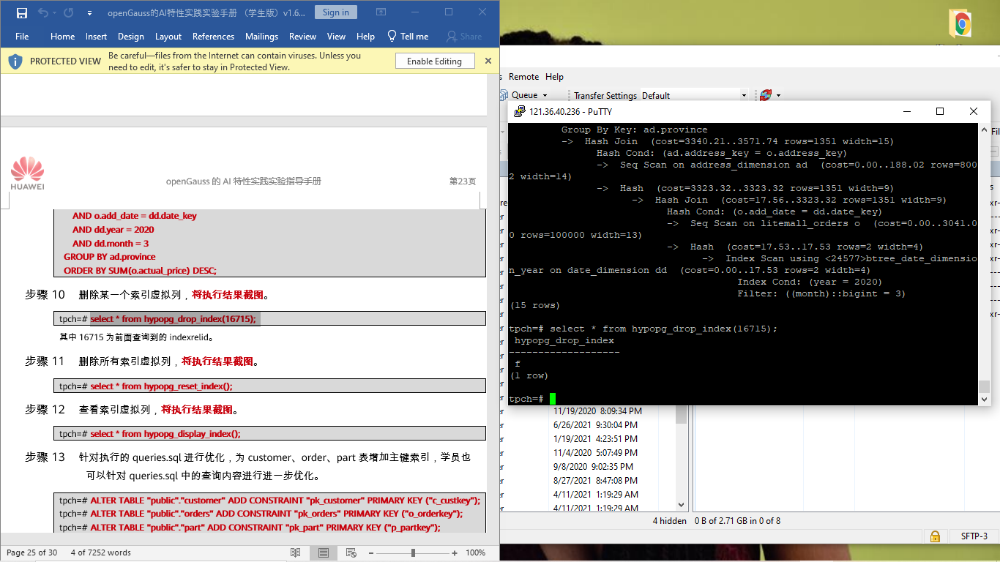 openGauss的AI特性实践实验手册 （学生版）v1.6...
Sign in
File Home Insert Design Layout References Mailings Review View Help Tell me Share
PROTECTED VIEW
Be careful—files from the Internet can contain viruses. Unless you
need to edit, it's safer to stay in Protected View.
Enable Editing
HUAWEI
openGauss 的 AI 特性实践实验指导手册
第23页
AND o.add_date = dd.date_key
AND dd.year = 2020
AND dd.month = 3
GROUP BY ad.province
ORDER BY SUM(o.actual_price) DESC;
步骤 10 删除某一个索引虚拟列，将执行结果截图。
tpch=# select * from hypopg_drop_index(16715);
其中 16715 为前面查询到的 indexrelid。
步骤 11 删除所有索引虚拟列，将执行结果截图。
tpch=# select * from hypopg_reset_index();
步骤 12 查看索引虚拟列，将执行结果截图。
tpch=# select * from hypopg_display_index();
步骤 13 针对执行的 queries.sql 进行优化，为 customer、order、part 表增加主键索引，学员也
可以针对 queries.sql 中的查询内容进行进一步优化。
tpch=# ALTER TABLE "public"."customer" ADD CONSTRAINT "pk_customer" PRIMARY KEY ("c_custkey");
tpch=# ALTER TABLE "public"."orders" ADD CONSTRAINT "pk_orders" PRIMARY KEY ("o_orderkey");
tpch=# ALTER TABLE "public"."part" ADD CONSTRAINT "pk_part" PRIMARY KEY ("p_partkey");
Page 25 of 30 4 of 7252 words
100%
Remote Help
Queue
Transfer Settings Default
121.36.40.236 - PuTTY
Group By Key: ad.province
-> Hash Join (cost=3340.21..3571.74 rows=1351 width=15)
Hash Cond: (ad.address_key = o.address_key)
-> Seq Scan on address_dimension ad (cost=0.00..188.02 rows=800
2 width=14)
-> Hash (cost=3323.32..3323.32 rows=1351 width=9)
-> Hash Join (cost=17.56..3323.32 rows=1351 width=9)
Hash Cond: (o.add_date = dd.date_key)
-> Seq Scan on litemall_orders o (cost=0.00..3041.0
0 rows=100000 width=13)
-> Hash (cost=17.53..17.53 rows=2 width=4)
-> Index Scan using <24577>btree_date_dimensio
n_year on date_dimension dd (cost=0.00..17.53 rows=2 width=4)
Index Cond: (year = 2020)
Filter: ((month)::bigint = 3)
(15 rows)
tpch=# select * from hypopg_drop_index(16715);
hypopg_drop_index
-------------------
f
(1 row)
tpch=#
11/19/2020 8:09:34 PM
6/26/2021 9:30:04 PM
1/19/2021 4:23:51 PM
11/4/2020 5:07:49 PM
9/8/2020 9:02:35 PM
8/27/2021 8:47:08 PM
4/11/2021 1:19:29 AM
4/11/2021 1:19:29 AM
4 hidden 0 B of 2.71 GB in 0 of 8
SFTP-3